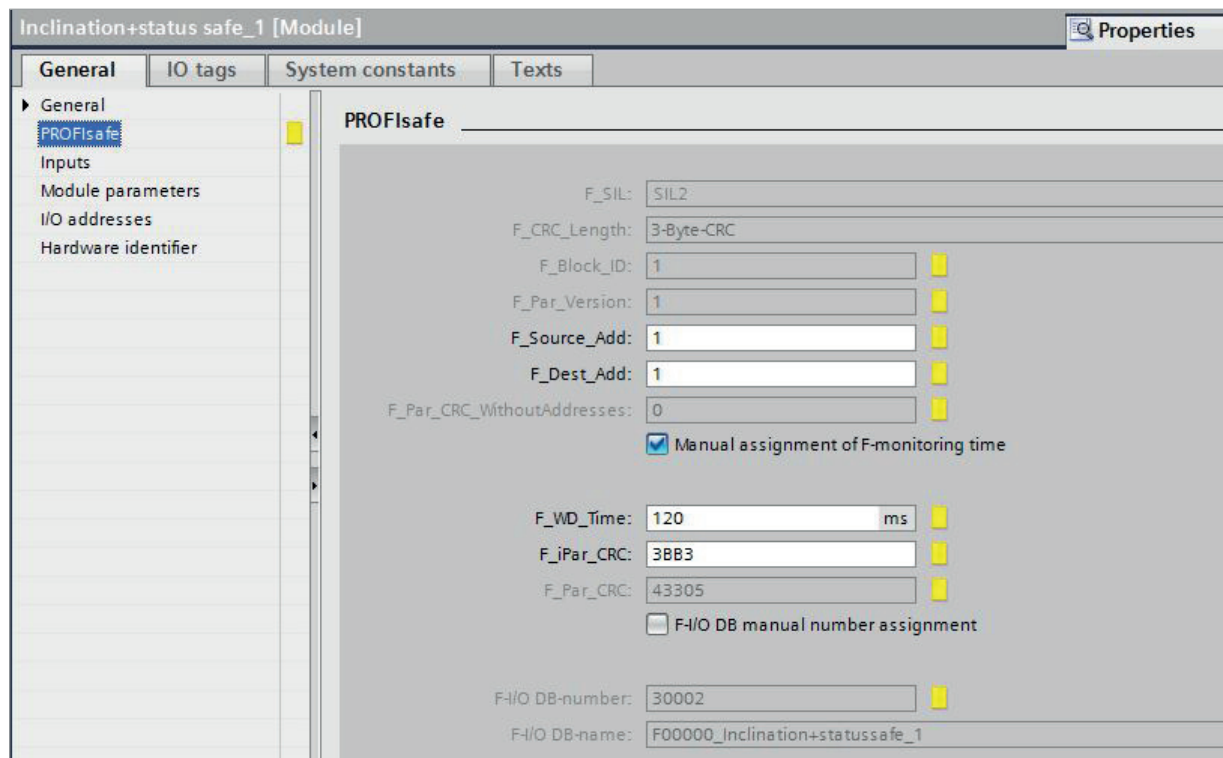 Inclination+status safe_1 [Module]
Properties
General IO tags System constants Texts
General
PROFIsafe
Inputs
Module parameters
I/O addresses
Hardware identifier
PROFIsafe
F_SIL: SIL2
F_CRC_Length: 3-Byte-CRC
F_Block_ID: 1
F_Par_Version: 1
F_Source_Add: 1
F_Dest_Add: 1
F_Par_CRC_WithoutAddresses: 0
Manual assignment of F-monitoring time
F_WD_Time: 120 ms
F_iPar_CRC: 3BB3
F_Par_CRC: 43305
F-I/O DB manual number assignment
F-I/O DB-number: 30002
F-I/O DB-name: F00000_Inclination+statussafe_1